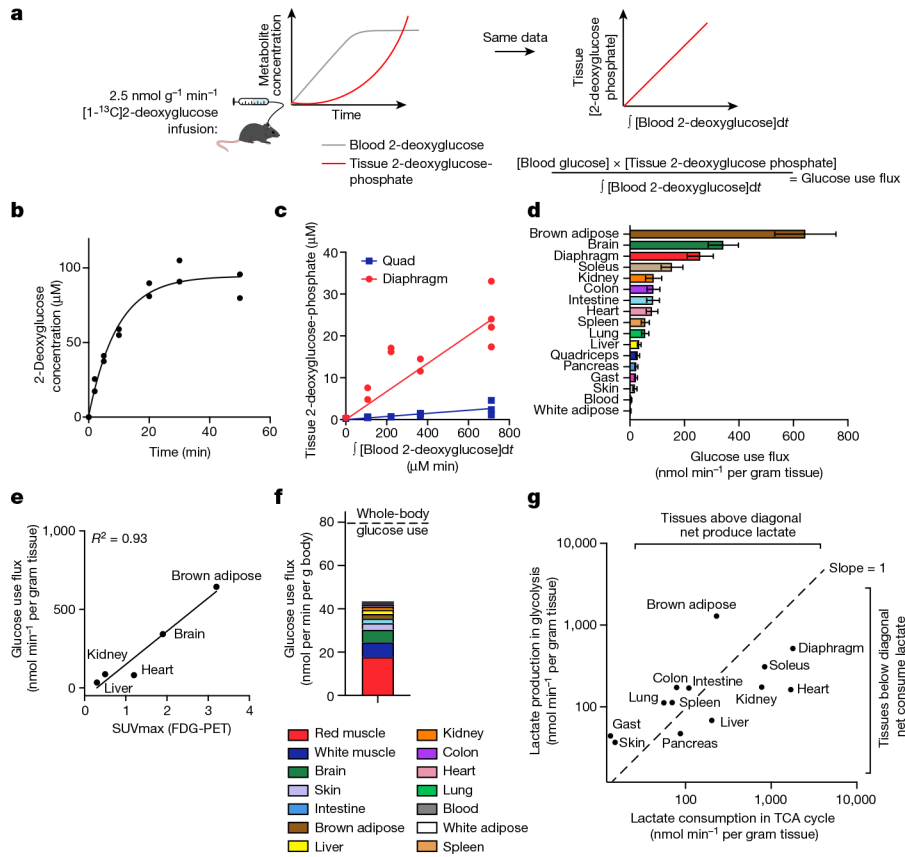 a
Metabolite
concentration
Time
2.5 nmol g⁻¹ min⁻¹
[1-¹³C]2-deoxyglucose
infusion:
Blood 2-deoxyglucose
Tissue 2-deoxyglucose-
phosphate
Same data
Tissue
[2-deoxyglucose
phosphate]
∫ [Blood 2-deoxyglucose]dt
[Blood glucose] × [Tissue 2-deoxyglucose phosphate]
∫ [Blood 2-deoxyglucose]dt
= Glucose use flux
b
2-Deoxyglucose
concentration (µM)
100
50
0
0 20 40 60
Time (min)
c
Tissue 2-deoxyglucose-phosphate (µM)
Quad
Diaphragm
40
30
20
10
0
0 200 400 600 800
∫ [Blood 2-deoxyglucose]dt
(µM min)
d
Brown adipose
Brain
Diaphragm
Soleus
Kidney
Colon
Intestine
Heart
Spleen
Lung
Liver
Quadriceps
Pancreas
Gast
Skin
Blood
White adipose
0 200 400 600 800
Glucose use flux
(nmol min⁻¹ per gram tissue)
e
Glucose use flux
(nmol min⁻¹ per gram tissue)
1,000
500
0
R² = 0.93
Brown adipose
Brain
Kidney
Heart
Liver
0 1 2 3 4
SUVmax (FDG-PET)
f
Glucose use flux
(nmol per min per g body)
80
60
40
20
0
Whole-body
glucose use
Red muscle
White muscle
Brain
Skin
Intestine
Brown adipose
Liver
Kidney
Colon
Heart
Lung
Blood
White adipose
Spleen
g
Tissues above diagonal
net produce lactate
Lactate production in glycolysis
(nmol min⁻¹ per gram tissue)
10,000
1,000
100
Slope = 1
Brown adipose
Diaphragm
Soleus
Colon
Intestine
Kidney
Heart
Lung
Spleen
Liver
Gast
Skin
Pancreas
Tissues below diagonal
net consume lactate
100 1,000 10,000
Lactate consumption in TCA cycle
(nmol min⁻¹ per gram tissue)